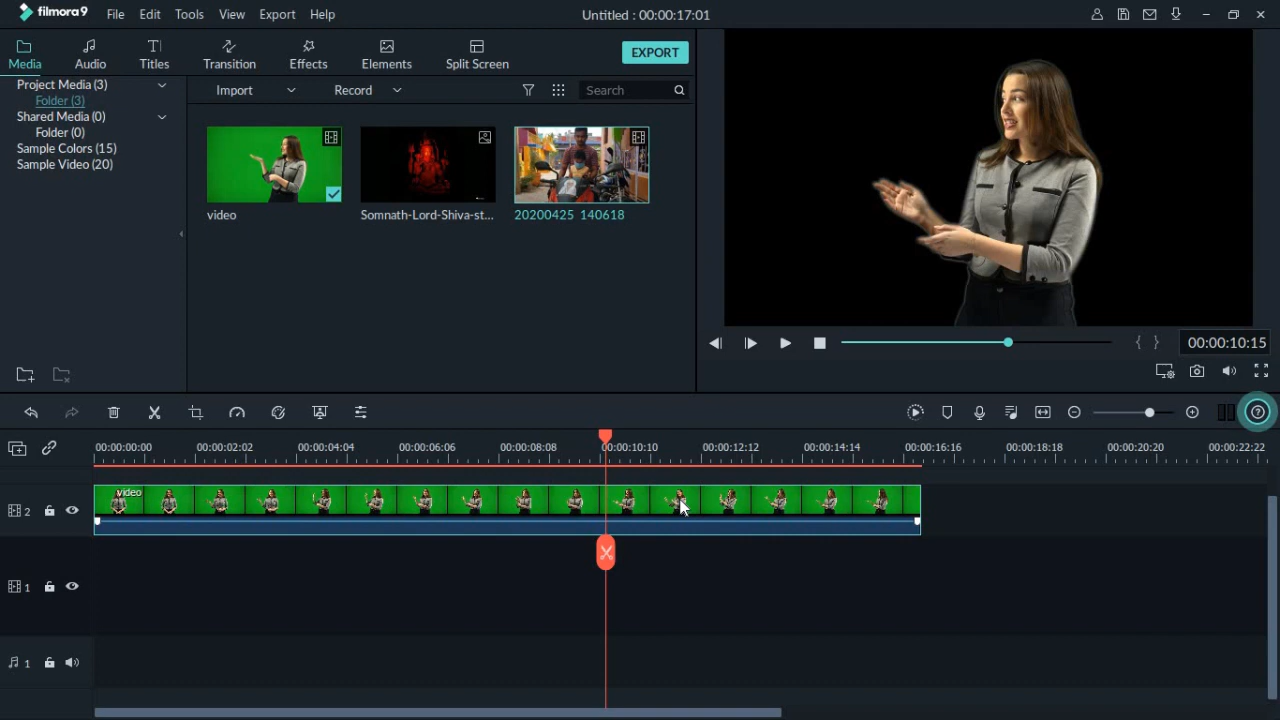 filmora9 File Edit Tools View Export Help Untitled : 00:00:17:01
Media Audio Titles Transition Effects Elements Split Screen EXPORT
Project Media (3)
Folder (3)
Shared Media (0)
Folder (0)
Sample Colors (15)
Sample Video (20)
Import Record Search
video Somnath-Lord-Shiva-st... 20200425 140618
{ } 00:00:10:15
00:00:00:00 00:00:02:02 00:00:04:04 00:00:06:06 00:00:08:08 00:00:10:10 00:00:12:12 00:00:14:14 00:00:16:16 00:00:18:18 00:00:20:20 00:00:22:22
video
2
1
1